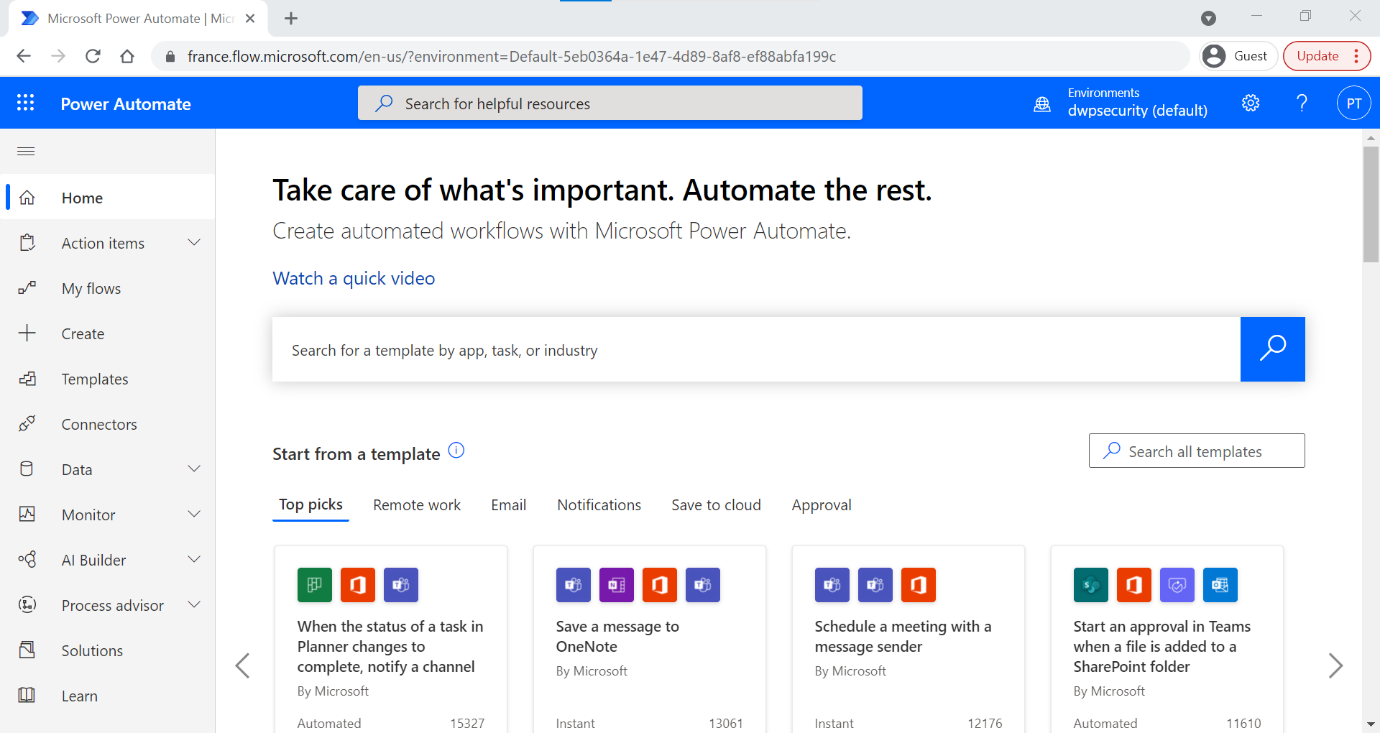 Microsoft Power Automate | Micr
france.flow.microsoft.com/en-us/?environment=Default-5eb0364a-1e47-4d89-8af8-ef88abfa199c
Guest
Update
Power Automate
Search for helpful resources
Environments
dwpsecurity (default)
?
PT
Home
Action items
My flows
Create
Templates
Connectors
Data
Monitor
AI Builder
Process advisor
Solutions
Learn
Take care of what's important. Automate the rest.
Create automated workflows with Microsoft Power Automate.
Watch a quick video
Search for a template by app, task, or industry
Start from a template
Search all templates
Top picks
Remote work
Email
Notifications
Save to cloud
Approval
When the status of a task in
Planner changes to
complete, notify a channel
By Microsoft
Automated
15327
Save a message to
OneNote
By Microsoft
Instant
13061
Schedule a meeting with a
message sender
By Microsoft
Instant
12176
Start an approval in Teams
when a file is added to a
SharePoint folder
By Microsoft
Automated
11610